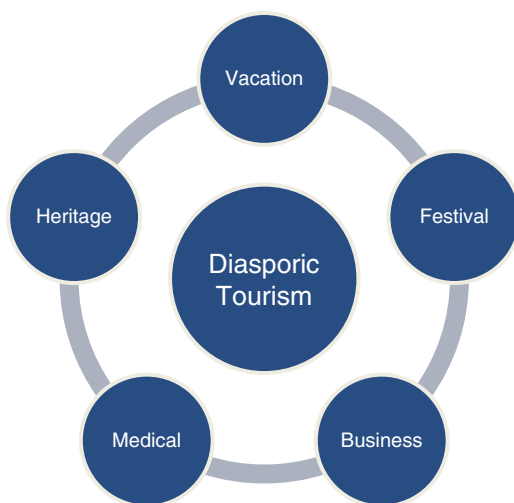 Vacation
Heritage
Festival
Diasporic
Tourism
Medical
Business